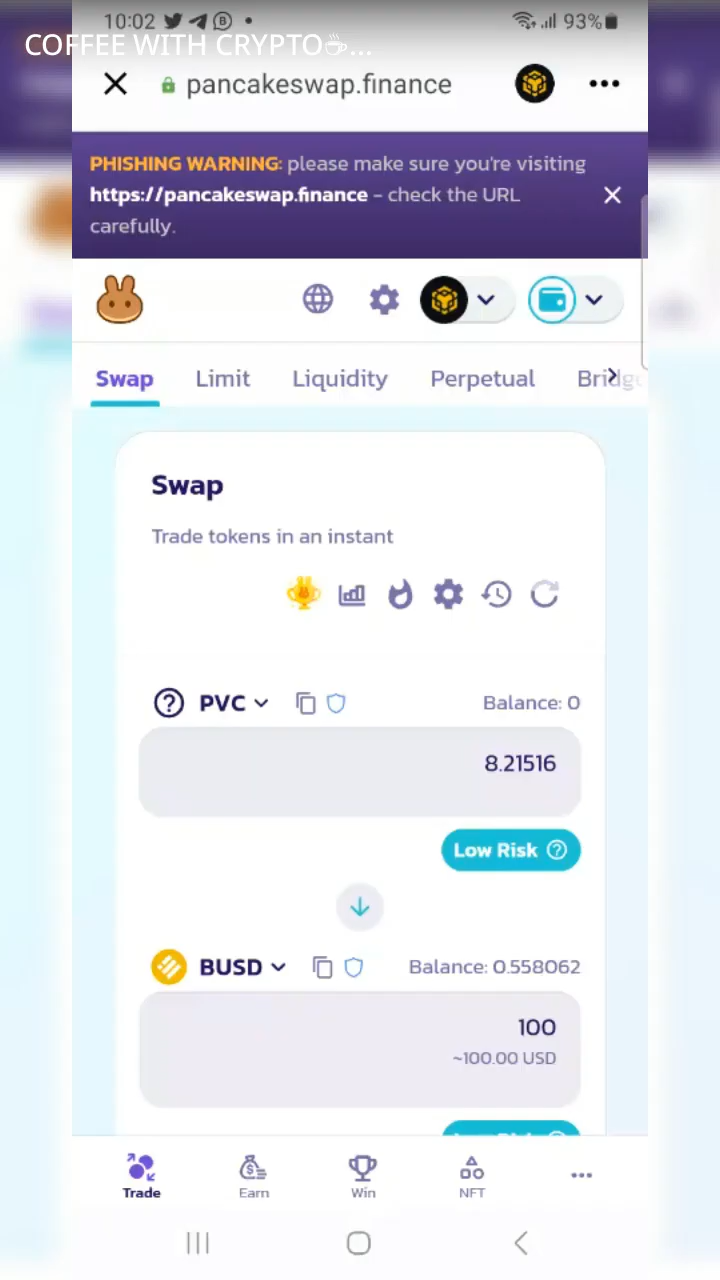 10:02
93%
COFFEE WITH CRYPTO☕...
pancakeswap.finance
PHISHING WARNING: please make sure you're visiting
https://pancakeswap.finance - check the URL
carefully.
Swap Limit Liquidity Perpetual Bridge
Swap
Trade tokens in an instant
PVC Balance: 0
8.21516
Low Risk
BUSD Balance: 0.558062
100
~100.00 USD
Trade Earn Win NFT